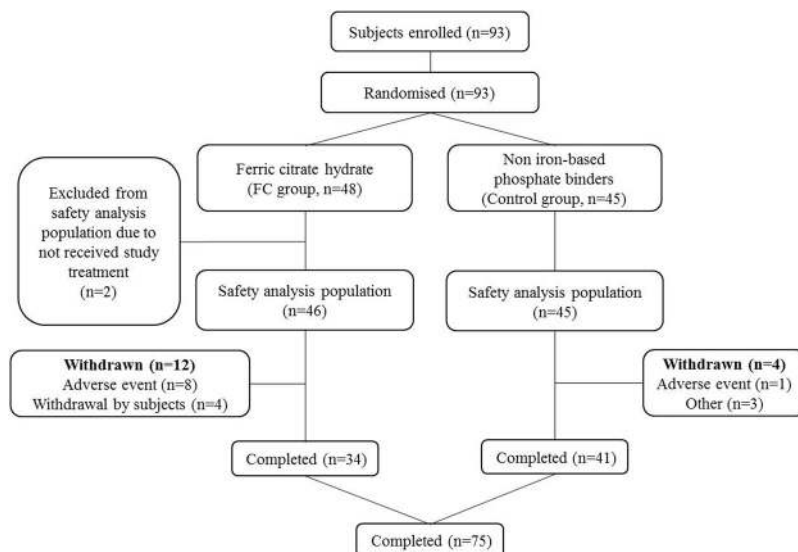 Subjects enrolled (n=93)
Randomised (n=93)
Ferric citrate hydrate
(FC group, n=48)
Non iron-based
phosphate binders
(Control group, n=45)
Excluded from
safety analysis
population due to
not received study
treatment
(n=2)
Safety analysis population
(n=46)
Safety analysis population
(n=45)
Withdrawn (n=12)
Adverse event (n=8)
Withdrawal by subjects (n=4)
Withdrawn (n=4)
Adverse event (n=1)
Other (n=3)
Completed (n=34)
Completed (n=41)
Completed (n=75)